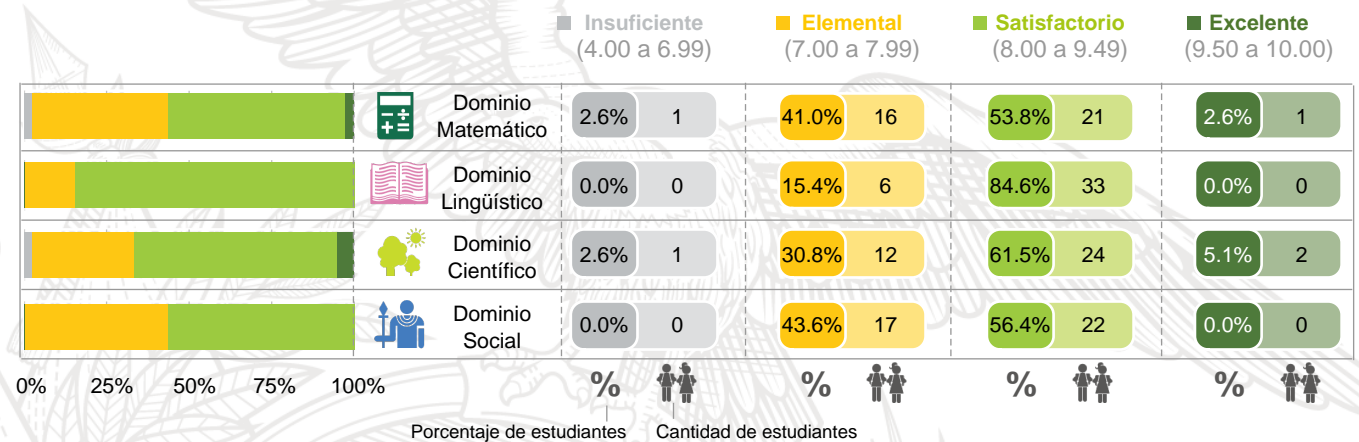 Insuficiente Elemental Satisfactorio Excelente
(4.00 a 6.99) (7.00 a 7.99) (8.00 a 9.49) (9.50 a 10.00)
Dominio
Matemático
2.6% 1 41.0% 16 53.8% 21 2.6% 1
Dominio
Lingüístico
0.0% 0 15.4% 6 84.6% 33 0.0% 0
Dominio
Científico
2.6% 1 30.8% 12 61.5% 24 5.1% 2
Dominio
Social
0.0% 0 43.6% 17 56.4% 22 0.0% 0
0% 25% 50% 75% 100% % % % %
Porcentaje de estudiantes Cantidad de estudiantes